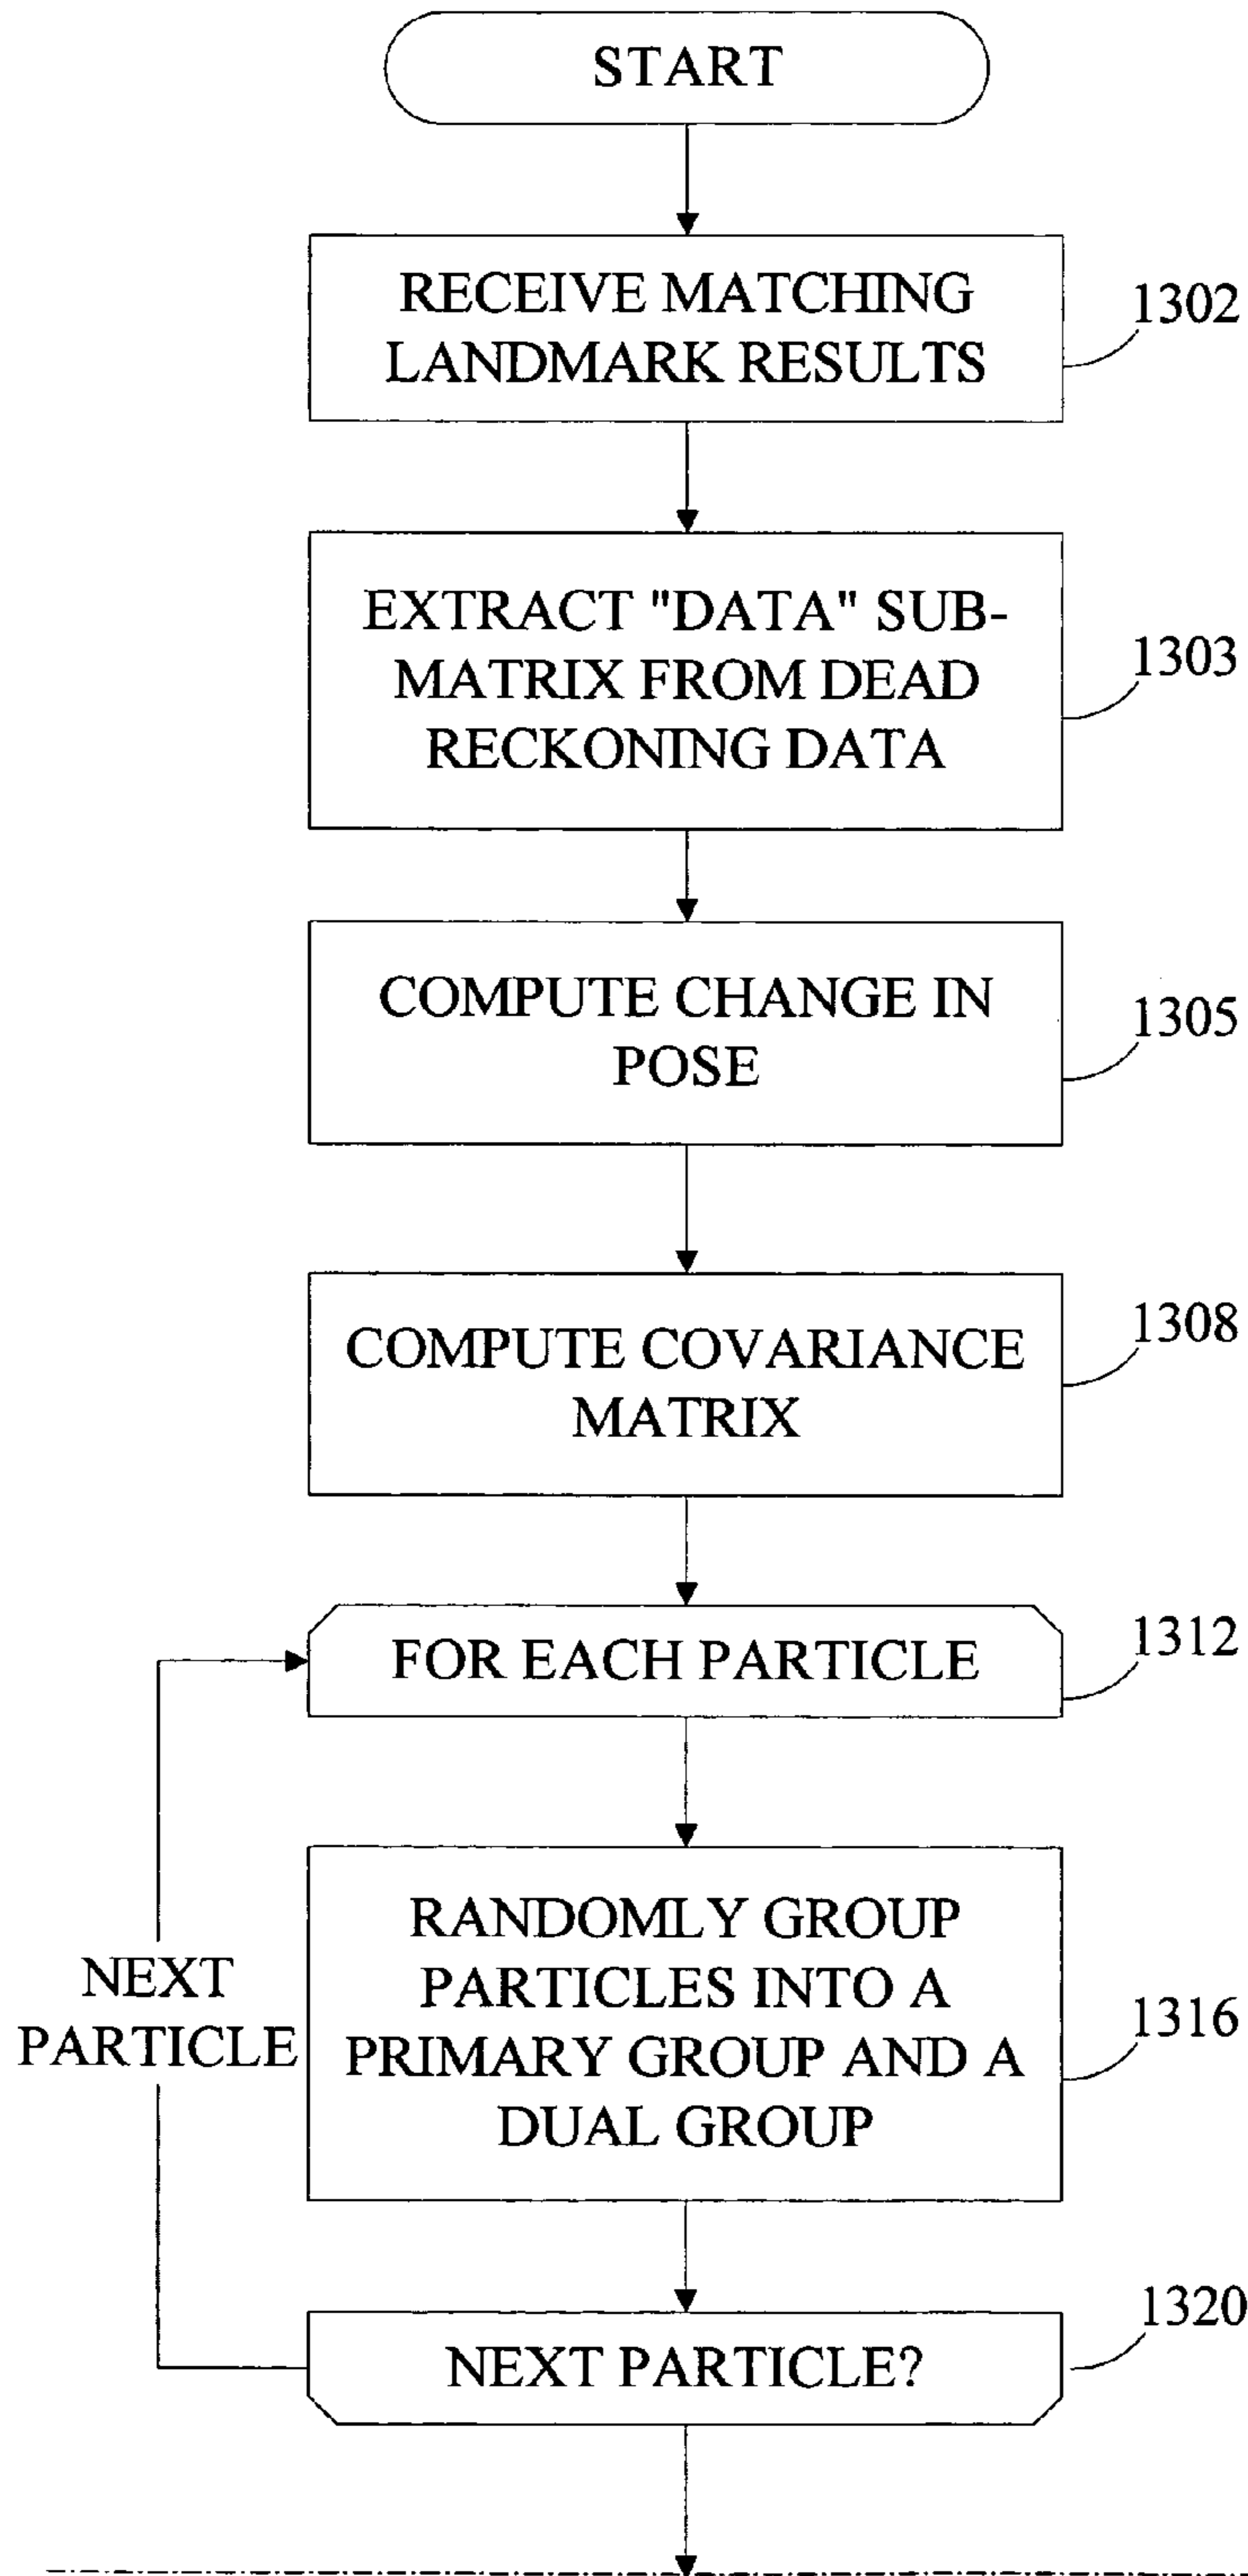 START
RECEIVE MATCHING
LANDMARK RESULTS
1302
EXTRACT "DATA" SUB-
MATRIX FROM DEAD
RECKONING DATA
1303
COMPUTE CHANGE IN
POSE
1305
COMPUTE COVARIANCE
MATRIX
1308
FOR EACH PARTICLE
1312
RANDOMLY GROUP
PARTICLES INTO A
PRIMARY GROUP AND A
DUAL GROUP
1316
NEXT
PARTICLE
NEXT PARTICLE?
1320